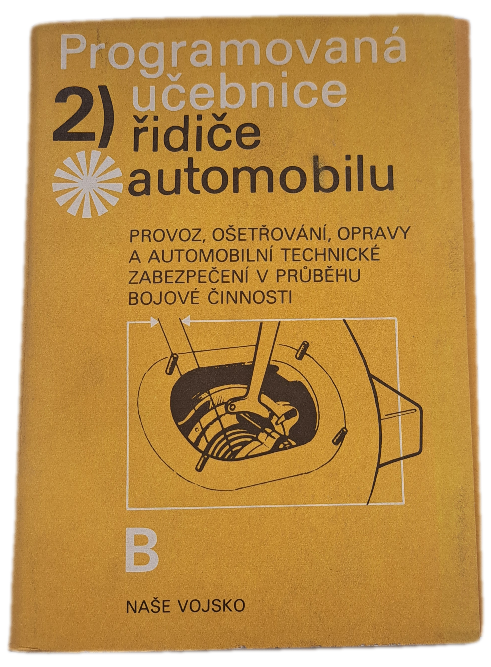 Programovaná
2) učebnice
řidiče
automobilu
PROVOZ, OŠETŘOVÁNÍ, OPRAVY
A AUTOMOBILNÍ TECHNICKÉ
ZABEZPEČENÍ V PRŮBĚHU
BOJOVÉ ČINNOSTI
B
NAŠE VOJSKO